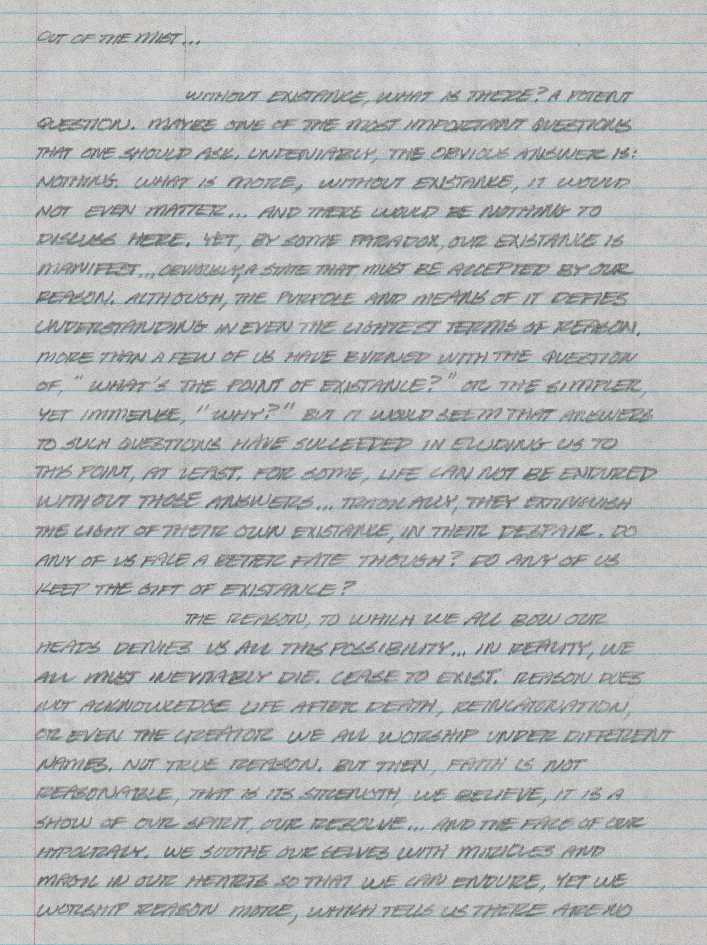 OUT OF THE MIST...
WITHOUT EXISTANCE, WHAT IS THERE? A POTENT
QUESTION. MAYBE ONE OF THE MOST IMPORTANT QUESTIONS
THAT ONE SHOULD ASK. UNDENIABLY, THE OBVIOUS ANSWER IS:
NOTHING. WHAT IS MORE, WITHOUT EXISTANCE, IT WOULD
NOT EVEN MATTER... AND THERE WOULD BE NOTHING TO
DISCUSS HERE. YET, BY SOME PARADOX, OUR EXISTANCE IS
MANIFEST... OBVIOUSLY, A STATE THAT MUST BE ACCEPTED BY OUR
REASON. ALTHOUGH, THE PURPOSE AND MEANS OF IT DEFIES
UNDERSTANDING IN EVEN THE LIGHTEST TERMS OF REASON.
MORE THAN A FEW OF US HAVE BURNED WITH THE QUESTION
OF, "WHAT'S THE POINT OF EXISTANCE?" OR THE SIMPLER,
YET IMMENSE, "WHY?" BUT IT WOULD SEEM THAT ANSWERS
TO SUCH QUESTIONS HAVE SUCCEEDED IN ELUDING US TO
THIS POINT, AT LEAST. FOR SOME, LIFE CAN NOT BE ENDURED
WITHOUT THOSE ANSWERS... TRAGICALLY, THEY EXTINGUISH
THE LIGHT OF THEIR OWN EXISTANCE, IN THEIR DESPAIR. DO
ANY OF US FACE A BETER FATE THOUGH? DO ANY OF US
KEEP THE GIFT OF EXISTANCE?
THE REASON, TO WHICH WE ALL BOW OUR
HEADS DENIES US ALL THIS POSSIBILITY... IN REALITY, WE
ALL MUST INEVITABLY DIE. CEASE TO EXIST. REASON DOES
NOT ACKNOWLEDGE LIFE AFTER DEATH, REINCARNATION,
OR EVEN THE CREATOR WE ALL WORSHIP UNDER DIFFERENT
NAMES. NOT TRUE REASON. BUT THEN, FAITH IS NOT
REASONABLE, THAT IS ITS STRENGTH, WE BELIEVE, IT IS A
SHOW OF OUR SPIRIT, OUR RESOLVE... AND THE FACE OF OUR
HYPOCRACY. WE SOOTHE OUR SELVES WITH MIRICLES AND
MAGIC IN OUR HEARTS SO THAT WE CAN ENDURE, YET WE
WORSHIP REASON MORE, WHICH TELLS US THERE ARE NO